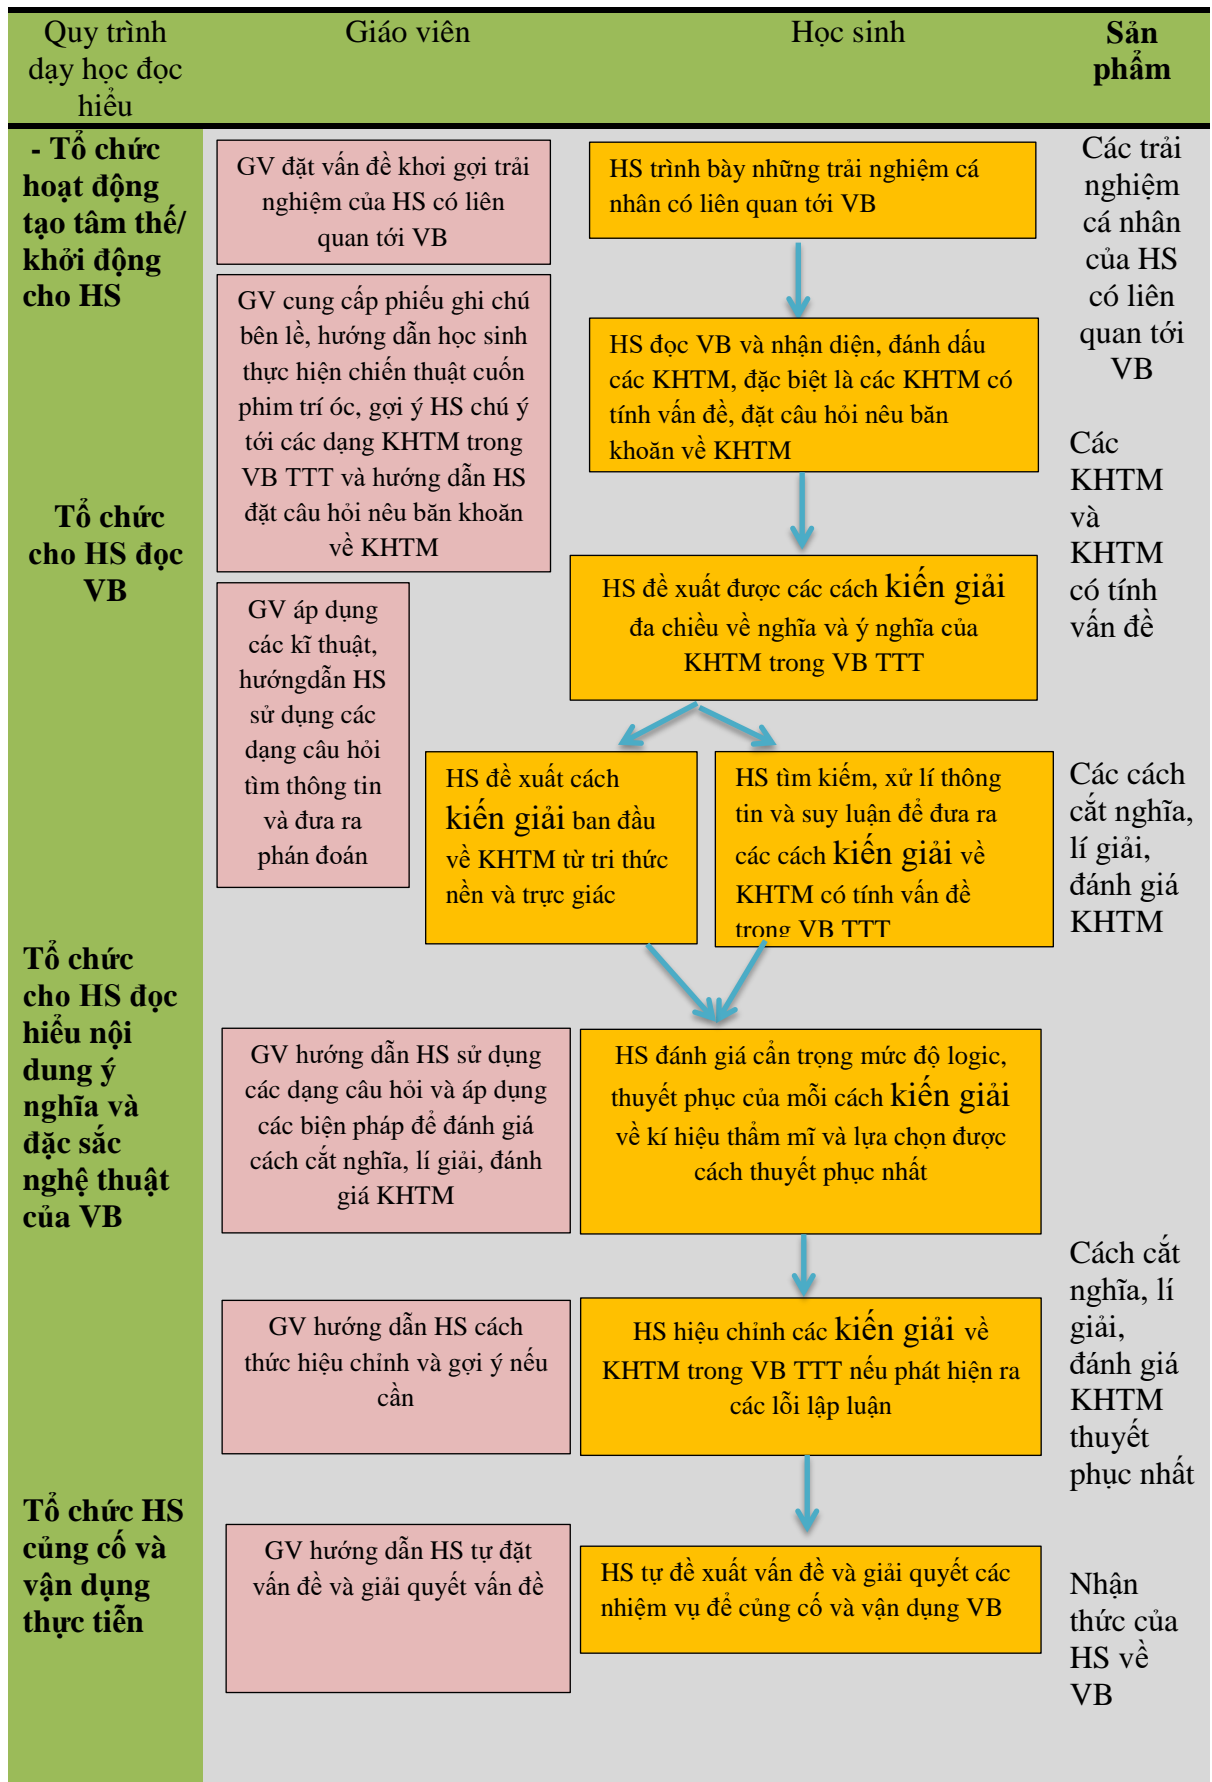 Quy trình
dạy học đọc
hiểu
Giáo viên
Học sinh
Sản
phẩm
- Tổ chức
hoạt động
tạo tâm thế/
khởi động
cho HS
GV đặt vấn đề khơi gợi trải
nghiệm của HS có liên
quan tới VB
HS trình bày những trải nghiệm cá
nhân có liên quan tới VB
Các trải
nghiệm
cá nhân
của HS
có liên
quan tới
VB
GV cung cấp phiếu ghi chú
bên lề, hướng dẫn học sinh
thực hiện chiến thuật cuốn
phim trí óc, gợi ý HS chú ý
tới các dạng KHTM trong
VB TTT và hướng dẫn HS
đặt câu hỏi nêu băn khoăn
về KHTM
HS đọc VB và nhận diện, đánh dấu
các KHTM, đặc biệt là các KHTM có
tính vấn đề, đặt câu hỏi nêu băn
khoăn về KHTM
Các
KHTM
và
KHTM
có tính
vấn đề
Tổ chức
cho HS đọc
VB
GV áp dụng
các kĩ thuật,
hướngdẫn HS
sử dụng các
dạng câu hỏi
tìm thông tin
và đưa ra
phán đoán
HS đề xuất được các cách kiến giải
đa chiều về nghĩa và ý nghĩa của
KHTM trong VB TTT
HS đề xuất cách
kiến giải ban đầu
về KHTM từ tri thức
nền và trực giác
HS tìm kiếm, xử lí thông
tin và suy luận để đưa ra
các cách kiến giải về
KHTM có tính vấn đề
trong VB TTT
Các cách
cắt nghĩa,
lí giải,
đánh giá
KHTM
Tổ chức
cho HS đọc
hiểu nội
dung ý
nghĩa và
đặc sắc
nghệ thuật
của VB
GV hướng dẫn HS sử dụng
các dạng câu hỏi và áp dụng
các biện pháp để đánh giá
cách cắt nghĩa, lí giải, đánh
giá KHTM
HS đánh giá cẩn trọng mức độ logic,
thuyết phục của mỗi cách kiến giải
về kí hiệu thẩm mĩ và lựa chọn được
cách thuyết phục nhất
GV hướng dẫn HS cách
thức hiệu chỉnh và gợi ý nếu
cần
HS hiệu chỉnh các kiến giải về
KHTM trong VB TTT nếu phát hiện ra
các lỗi lập luận
Cách cắt
nghĩa, lí
giải,
đánh giá
KHTM
thuyết
phục nhất
Tổ chức HS
củng cố và
vận dụng
thực tiễn
GV hướng dẫn HS tự đặt
vấn đề và giải quyết vấn đề
HS tự đề xuất vấn đề và giải quyết các
nhiệm vụ để củng cố và vận dụng VB
Nhận
thức của
HS về
VB